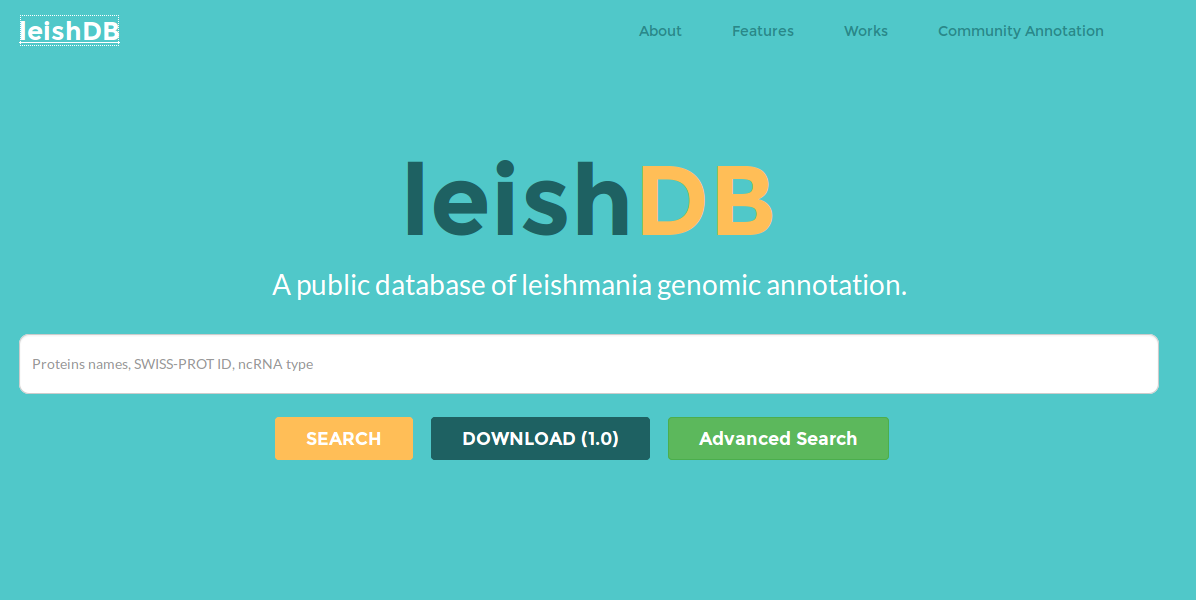 leishDB
About Features Works Community Annotation
leishDB
A public database of leishmania genomic annotation.
Proteins names, SWISS-PROT ID, ncRNA type
SEARCH DOWNLOAD (1.0) Advanced Search